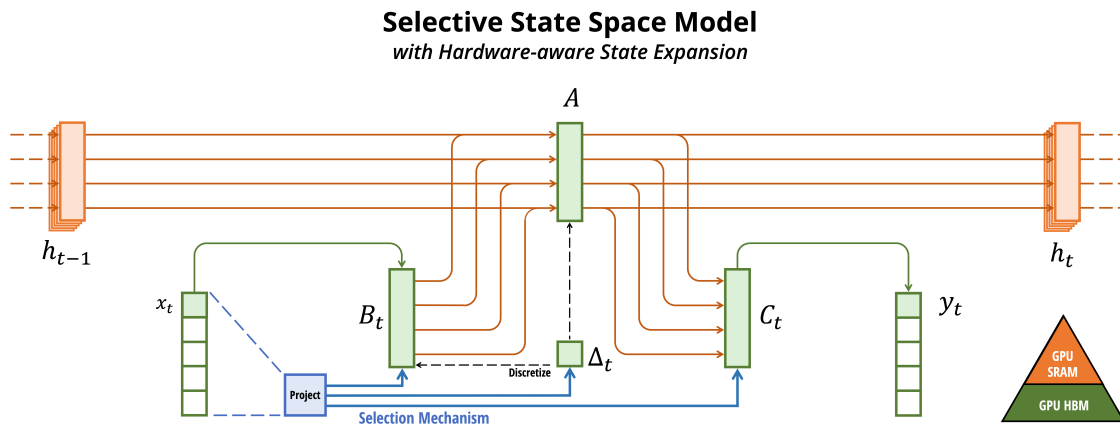 Selective State Space Model
with Hardware-aware State Expansion
A
h_{t-1}
h_t
x_t
B_t
C_t
y_t
Δ_t
Discretize
Project
Selection Mechanism
GPU
SRAM
GPU HBM